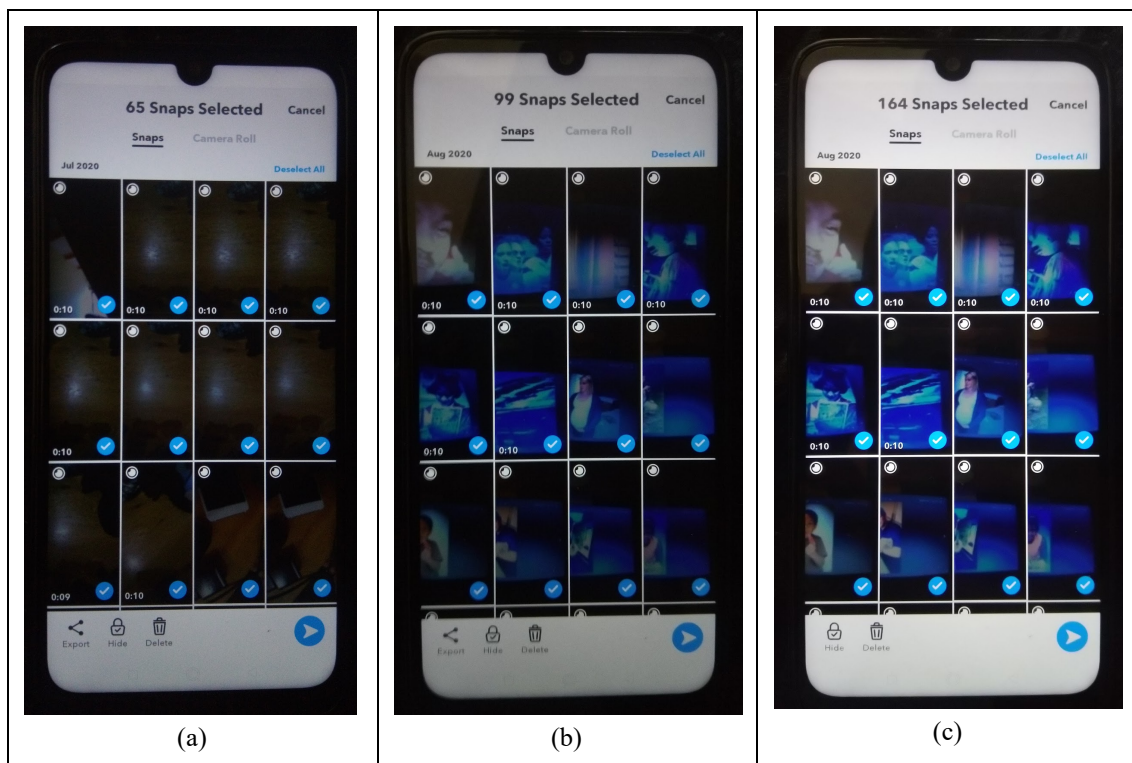 65 Snaps Selected Cancel
Snaps Camera Roll
Jul 2020 Deselect All
0:10 0:10 0:10 0:10
0:10
0:09 0:10
Export Hide Delete
(a)
99 Snaps Selected Cancel
Snaps Camera Roll
Aug 2020 Deselect All
0:10 0:10 0:10 0:10
0:10 0:10
Export Hide Delete
(b)
164 Snaps Selected Cancel
Snaps Camera Roll
Aug 2020 Deselect All
0:10 0:10 0:10 0:10
0:10 0:10
Hide Delete
(c)